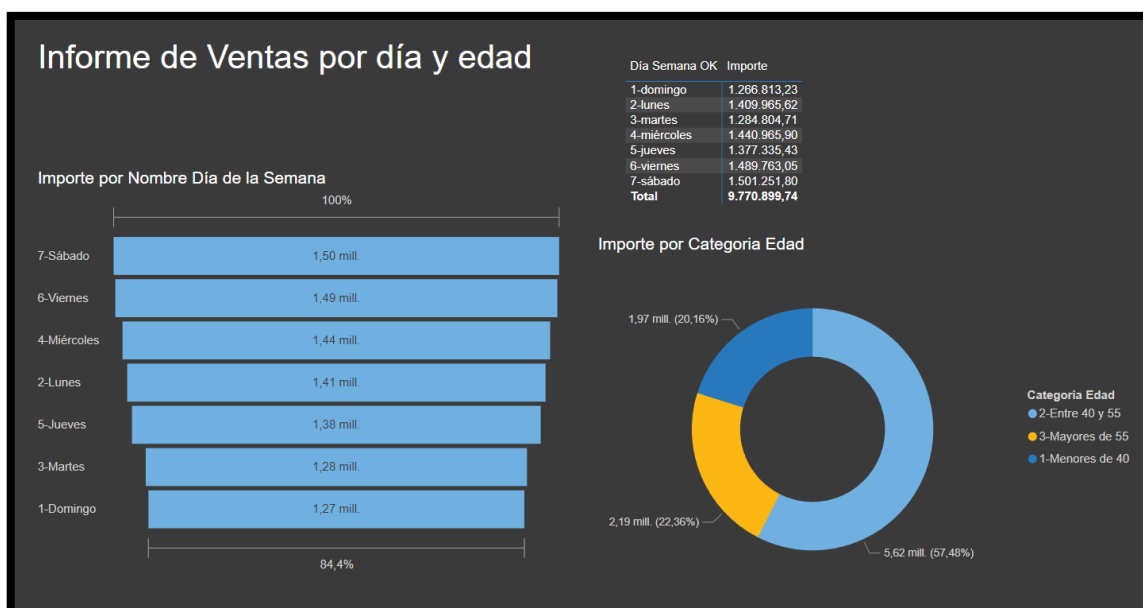 Informe de Ventas por día y edad
Día Semana OK Importe
1-domingo 1.266.813,23
2-lunes 1.409.965,62
3-martes 1.284.804,71
4-miércoles 1.440.965,90
5-jueves 1.377.335,43
6-viernes 1.489.763,05
7-sábado 1.501.251,80
Total 9.770.899,74
Importe por Nombre Día de la Semana
100%
7-Sábado 1,50 mill.
6-Viernes 1,49 mill.
4-Miércoles 1,44 mill.
2-Lunes 1,41 mill.
5-Jueves 1,38 mill.
3-Martes 1,28 mill.
1-Domingo 1,27 mill.
84,4%
Importe por Categoria Edad
1,97 mill. (20,16%)
2,19 mill. (22,36%)
5,62 mill. (57,48%)
Categoria Edad
2-Entre 40 y 55
3-Mayores de 55
1-Menores de 40